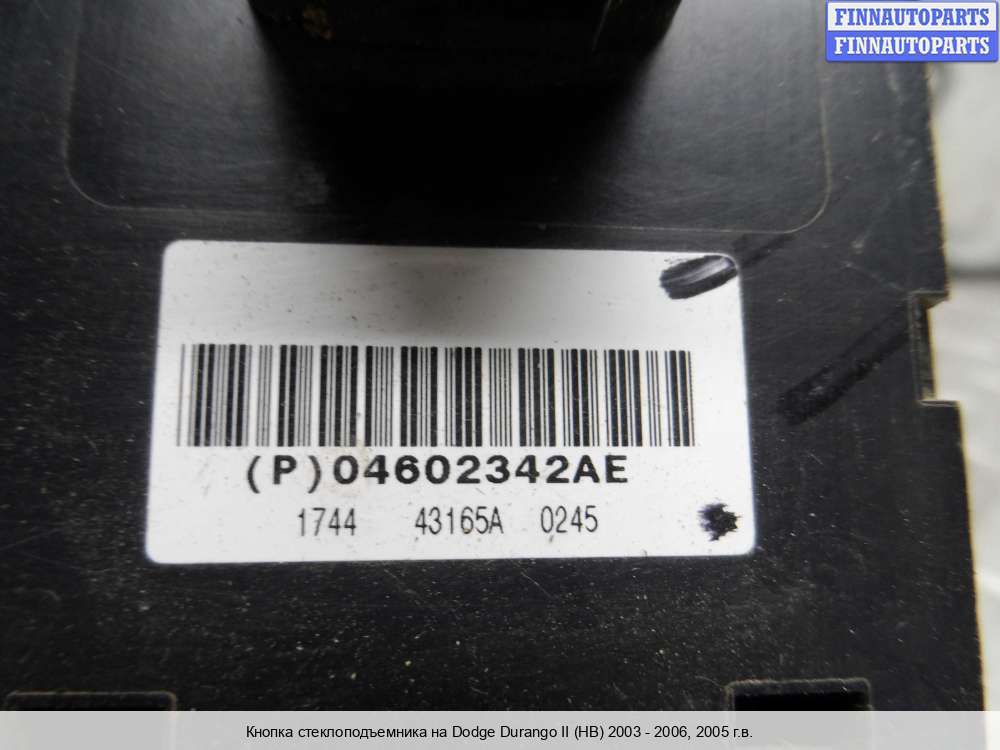 FINNAUTOPARTS
FINNAUTOPARTS
(P)04602342AE
1744 43165A 0245
Кнопка стеклоподъемника на Dodge Durango II (HB) 2003 - 2006, 2005 г.в.